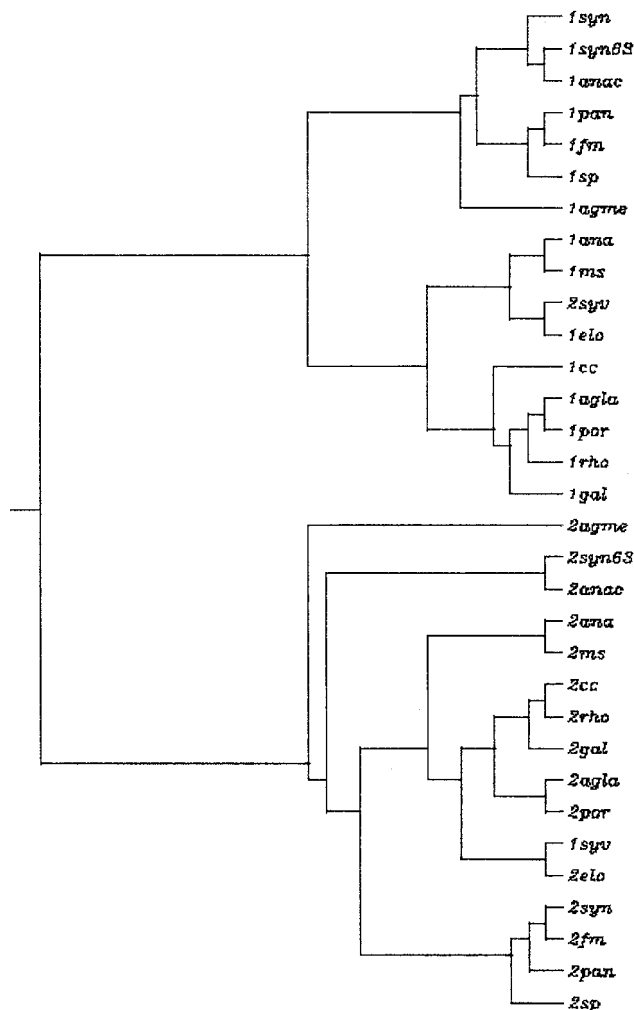 1syn
1syn63
1anac
1pan
1fm
1sp
1agme
1ana
1ms
2syv
1elo
1cc
1agla
1por
1rho
1gal
2agme
2syn63
2anac
2ana
2ms
2cc
2rho
2gal
2agla
2por
1syv
2elo
2syn
2fm
2pan
2sp